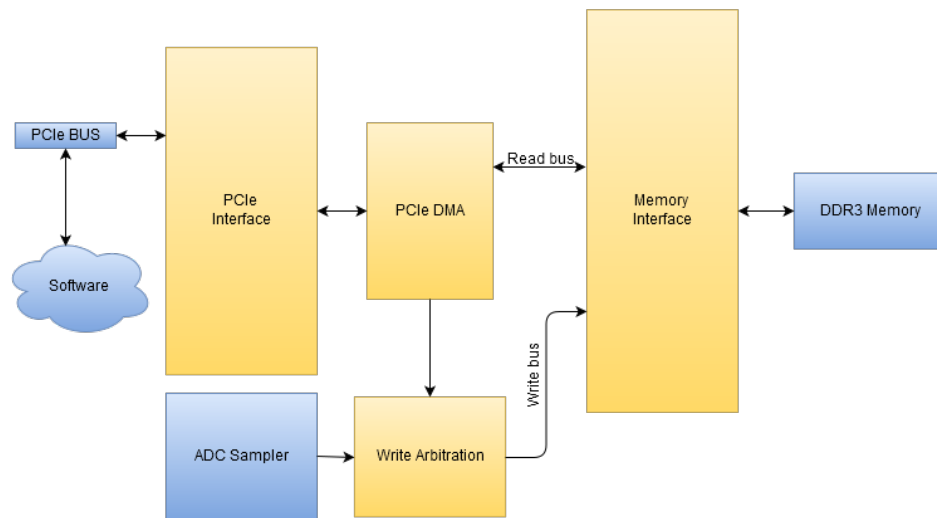 PCIe BUS
PCIe
Interface
PCIe DMA
Read bus
Memory
Interface
DDR3 Memory
Software
Write bus
ADC Sampler
Write Arbitration